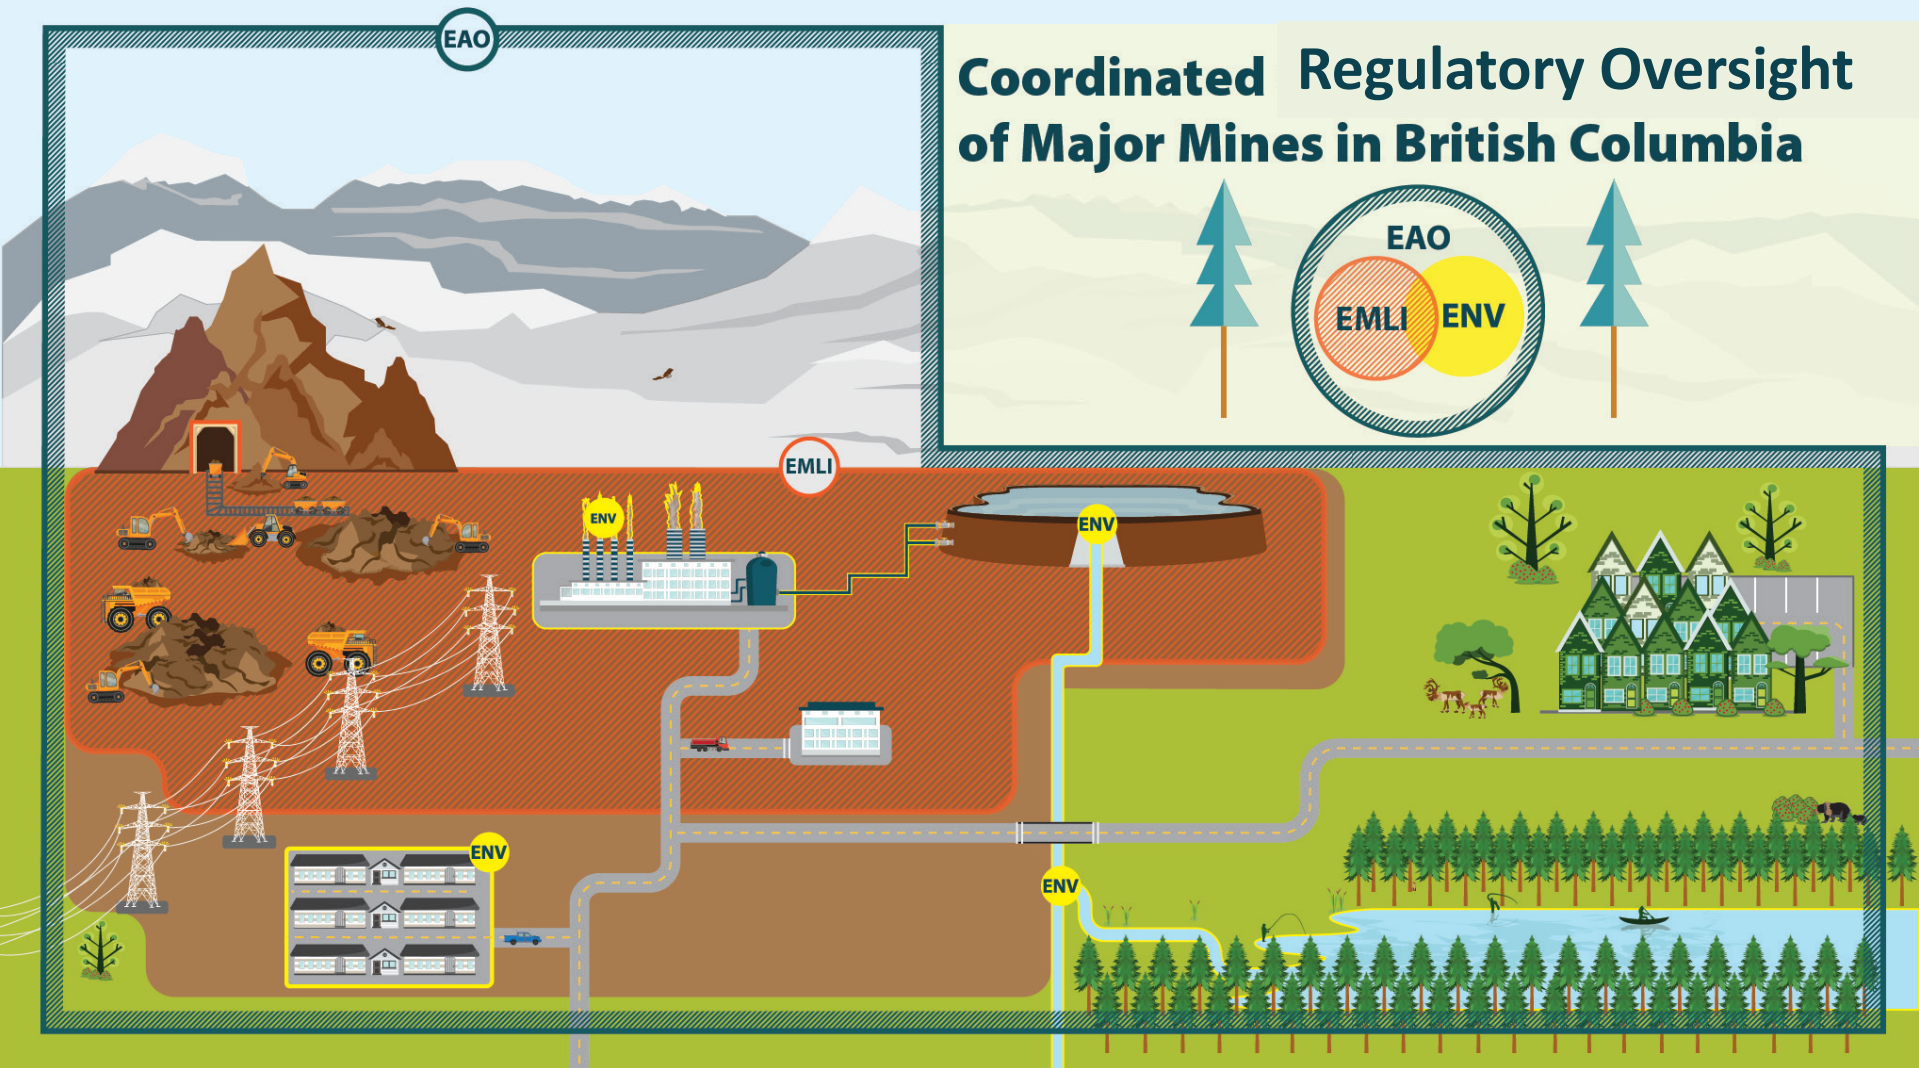 EAO
Coordinated Regulatory Oversight
of Major Mines in British Columbia
EAO
EMLI ENV
EMLI
ENV
ENV
ENV
ENV